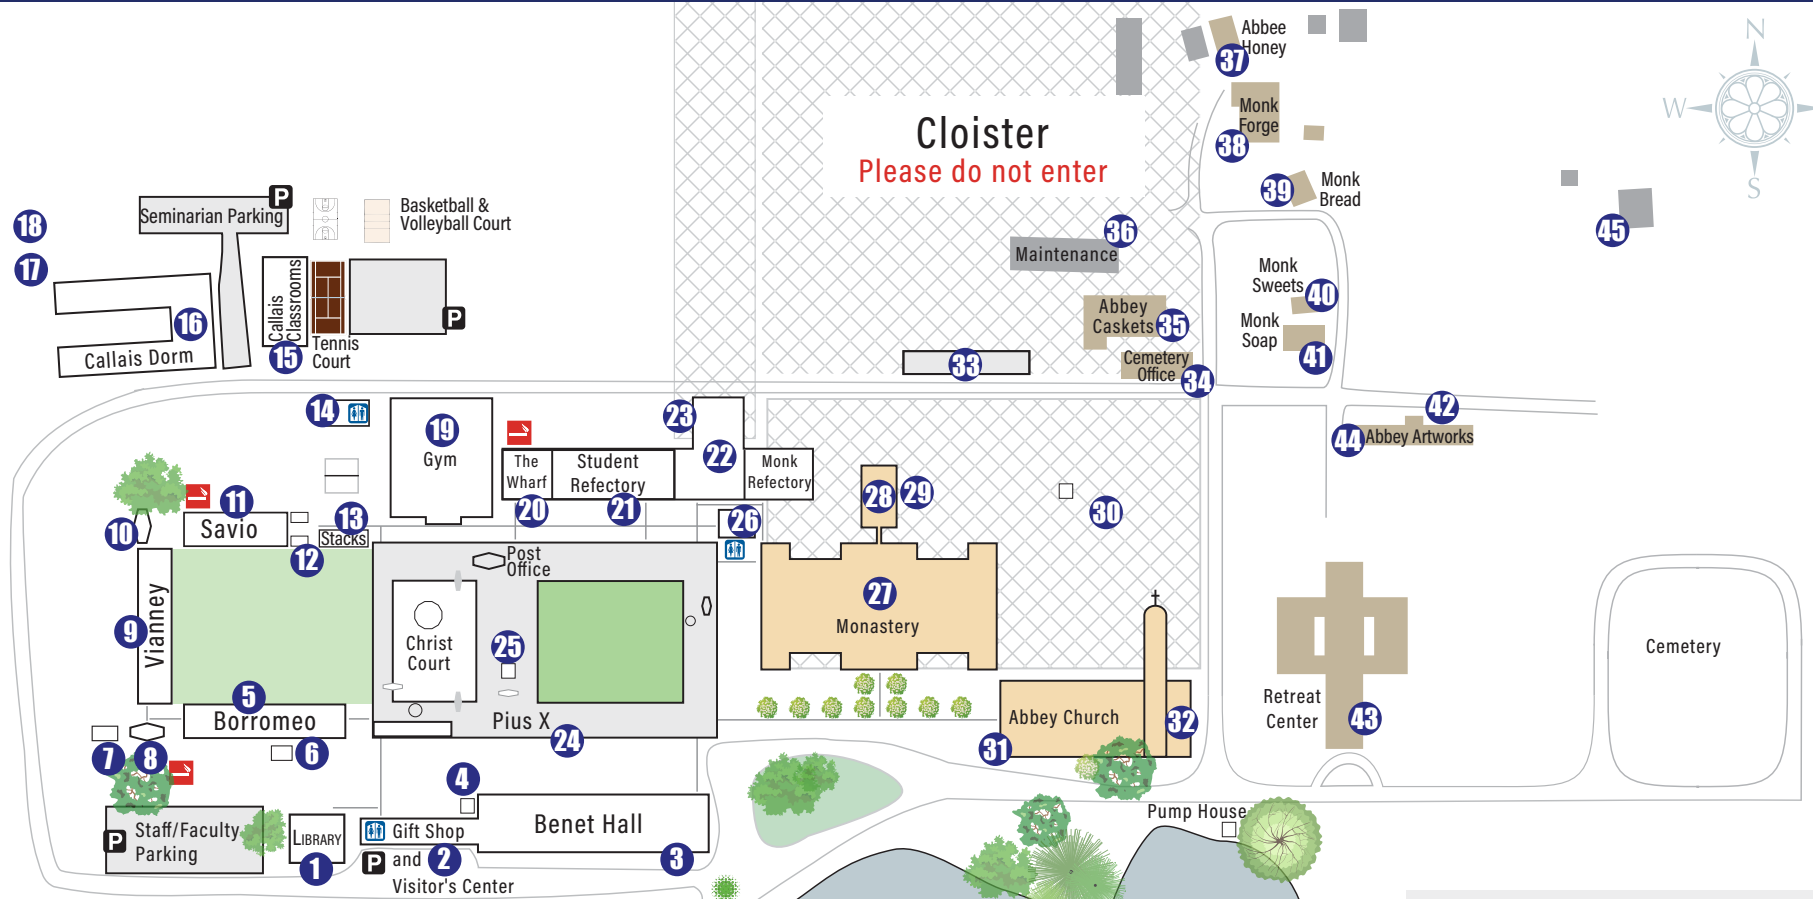 Abbee
Honey
37
N
W
S
Monk
Forge
38
Cloister
Please do not enter
39
Monk
Bread
P
Seminarian Parking
Basketball &
Volleyball Court
18
17
36
45
Maintenance
Monk
Sweets
40
Callais
Classrooms
P
16
Abbey
Caskets
35
Monk
Soap
41
Callais Dorm
15
Tennis
Court
33
Cemetery
Office
34
14
23
42
19
Gym
44
Abbey Artworks
The
Wharf
Student
Refectory
22
Monk
Refectory
28
29
11
20
21
30
10
Savio
13
Stacks
26
12
Post
Office
27
Monastery
9
Vianney
Christ
Court
25
Cemetery
5
Borromeo
Pius X
24
Abbey Church
32
31
Retreat
Center
43
7
8
6
4
P
Staff/Faculty
Parking
Library
1
Gift Shop
P
and
2
Visitor's Center
Benet Hall
3
Pump House